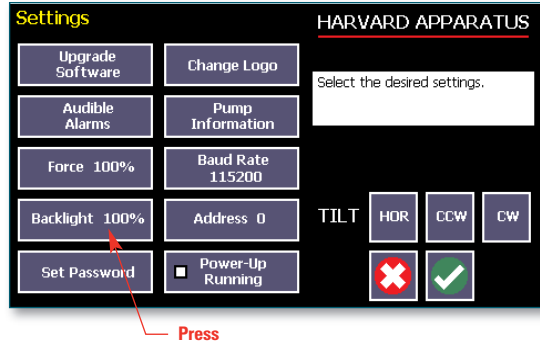 Settings
HARVARD APPARATUS
Upgrade
Software
Change Logo
Select the desired settings.
Audible
Alarms
Pump
Information
Force 100%
Baud Rate
115200
Backlight 100%
Address 0
TILT
HOR
CCW
CW
Set Password
Power-Up
Running
Press